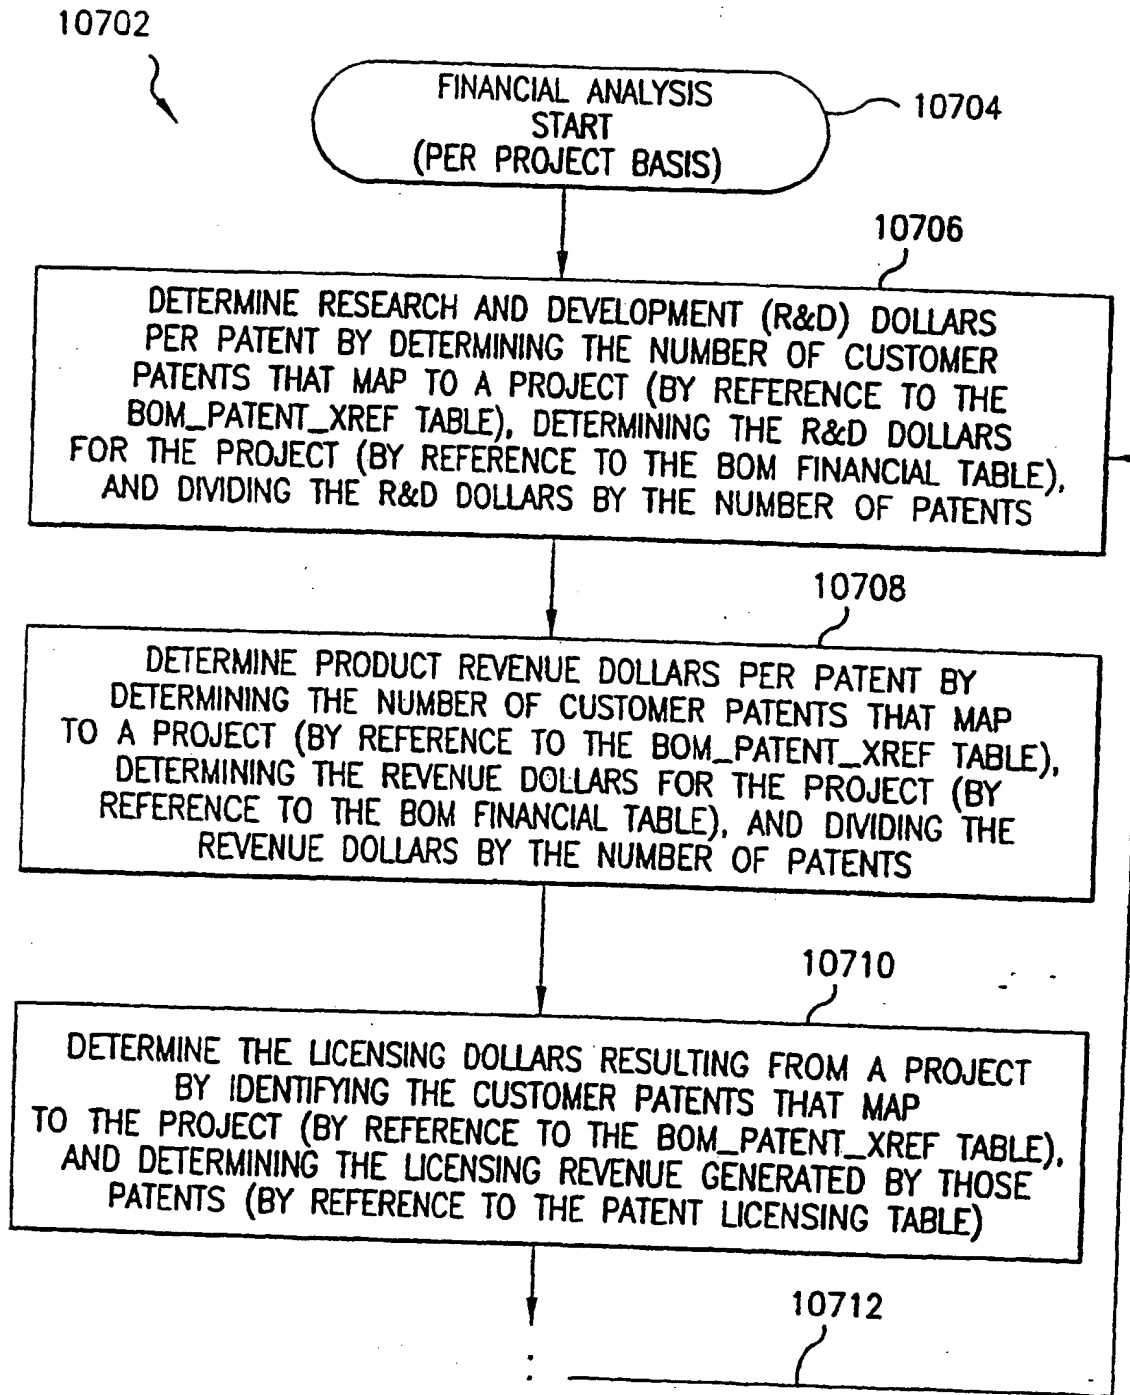 10702
FINANCIAL ANALYSIS
START
(PER PROJECT BASIS)
10704
10706
DETERMINE RESEARCH AND DEVELOPMENT (R&D) DOLLARS
PER PATENT BY DETERMINING THE NUMBER OF CUSTOMER
PATENTS THAT MAP TO A PROJECT (BY REFERENCE TO THE
BOM_PATENT_XREF TABLE), DETERMINING THE R&D DOLLARS
FOR THE PROJECT (BY REFERENCE TO THE BOM FINANCIAL TABLE),
AND DIVIDING THE R&D DOLLARS BY THE NUMBER OF PATENTS
10708
DETERMINE PRODUCT REVENUE DOLLARS PER PATENT BY
DETERMINING THE NUMBER OF CUSTOMER PATENTS THAT MAP
TO A PROJECT (BY REFERENCE TO THE BOM_PATENT_XREF TABLE),
DETERMINING THE REVENUE DOLLARS FOR THE PROJECT (BY
REFERENCE TO THE BOM FINANCIAL TABLE), AND DIVIDING THE
REVENUE DOLLARS BY THE NUMBER OF PATENTS
10710
DETERMINE THE LICENSING DOLLARS RESULTING FROM A PROJECT
BY IDENTIFYING THE CUSTOMER PATENTS THAT MAP
TO THE PROJECT (BY REFERENCE TO THE BOM_PATENT_XREF TABLE),
AND DETERMINING THE LICENSING REVENUE GENERATED BY THOSE
PATENTS (BY REFERENCE TO THE PATENT LICENSING TABLE)
10712